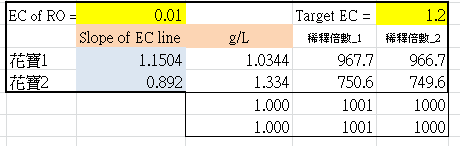 EC of RO = 0.01 Target EC = 1.2
Slope of EC line g/L 稀釋倍數_1 稀釋倍數_2
花寶1 1.1504 1.0344 967.7 966.7
花寶2 0.892 1.334 750.6 749.6
1.000 1001 1000
1.000 1001 1000